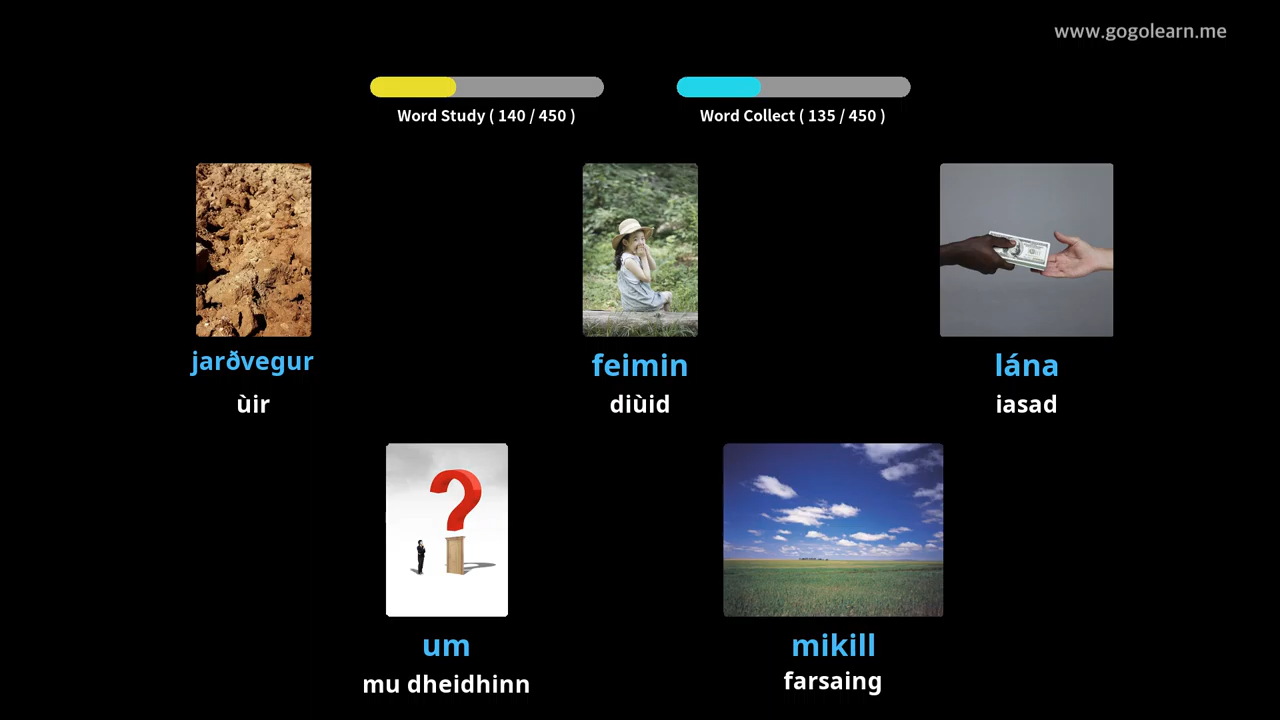 www.gogolearn.me
Word Study ( 140 / 450 )
Word Collect ( 135 / 450 )
jarðvegur
ùir
feimin
diùid
lána
iasad
um
mu dheidhinn
mikill
farsaing